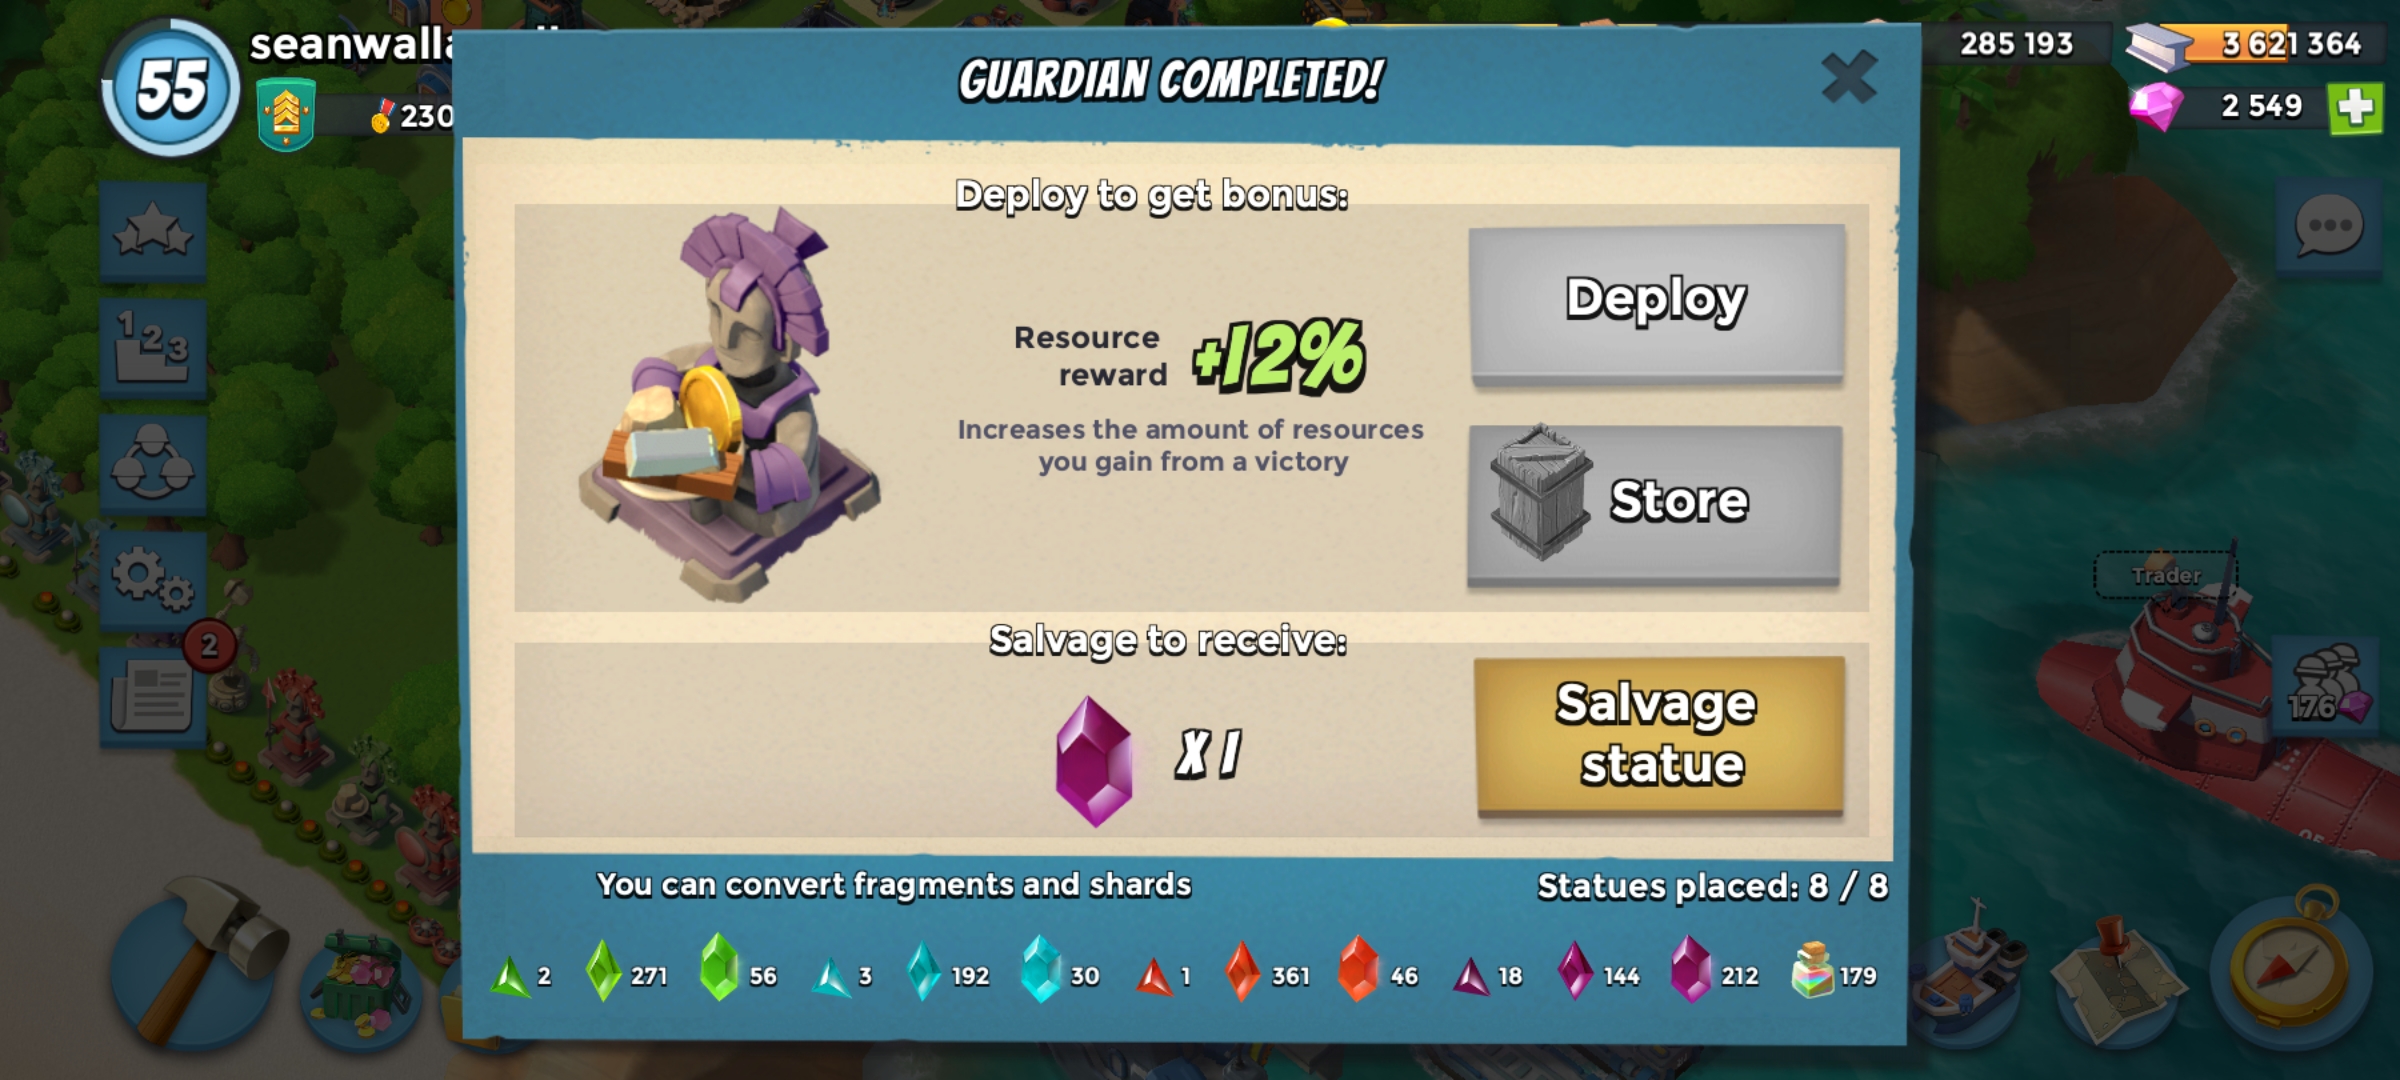 55
230
GUARDIAN COMPLETED!
285 193
3 621 364
2 549
Deploy to get bonus:
Deploy
Resource
reward
+12%
Increases the amount of resources
you gain from a victory
Store
1 2 3
Trader
2
Salvage to receive:
176
X 1
Salvage
statue
You can convert fragments and shards
Statues placed: 8 / 8
2
271
56
3
192
30
1
361
46
18
144
212
179